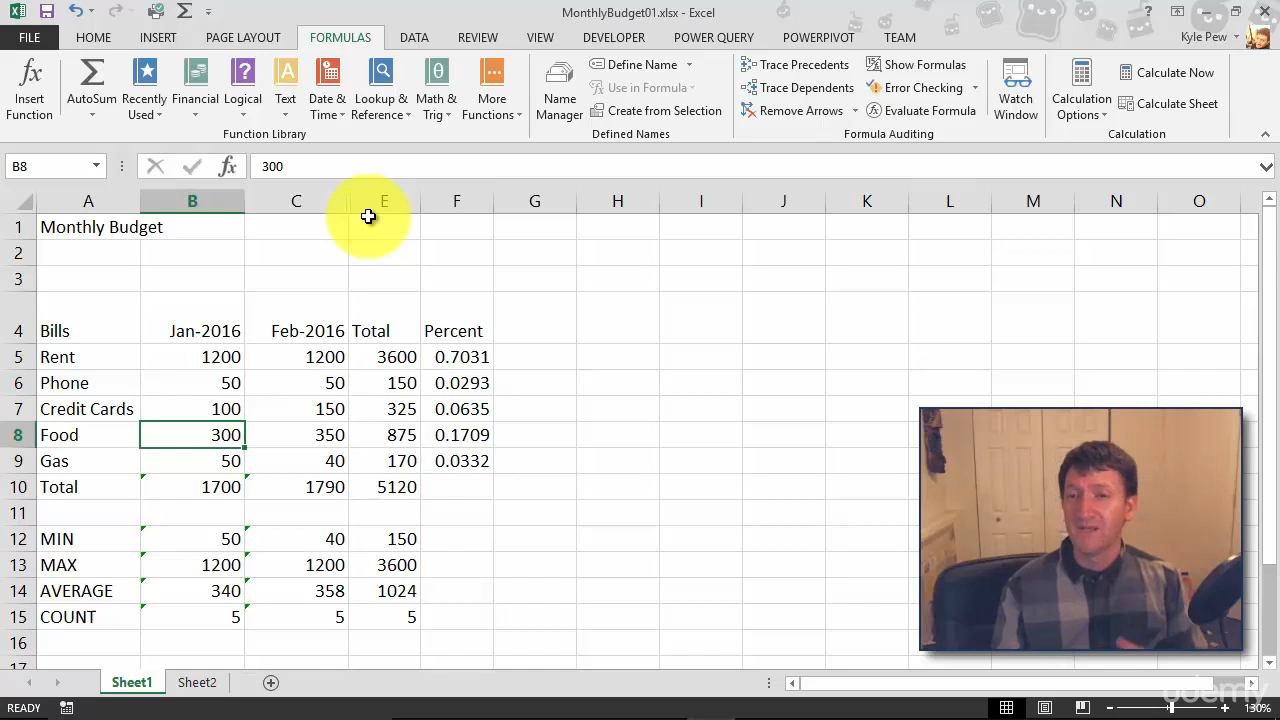 MonthlyBudget01.xlsx - Excel
FILE HOME INSERT PAGE LAYOUT FORMULAS DATA REVIEW VIEW DEVELOPER POWER QUERY POWERPIVOT TEAM Kyle Pew
Insert Function
AutoSum
Recently Used
Financial
Logical
Text
Date & Time
Lookup & Reference
Math & Trig
More Functions
Function Library
Name Manager
Define Name
Use in Formula
Create from Selection
Defined Names
Trace Precedents
Trace Dependents
Remove Arrows
Show Formulas
Error Checking
Evaluate Formula
Watch Window
Formula Auditing
Calculation Options
Calculate Now
Calculate Sheet
Calculation
B8 fx 300
A B C E F G H I J K L M N O
1 Monthly Budget
2
3
4 Bills Jan-2016 Feb-2016 Total Percent
5 Rent 1200 1200 3600 0.7031
6 Phone 50 50 150 0.0293
7 Credit Cards 100 150 325 0.0635
8 Food 300 350 875 0.1709
9 Gas 50 40 170 0.0332
10 Total 1700 1790 5120
11
12 MIN 50 40 150
13 MAX 1200 1200 3600
14 AVERAGE 340 358 1024
15 COUNT 5 5 5
16
17
Sheet1 Sheet2
udemy
READY 130%